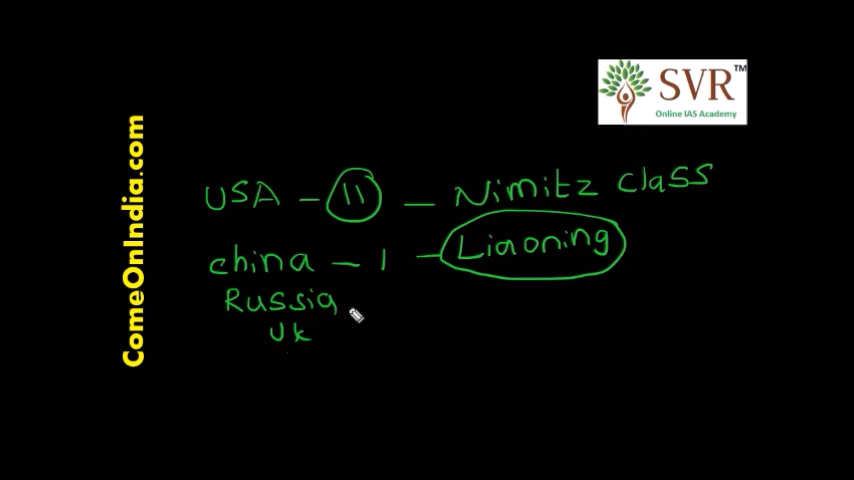 SVR™
Online IAS Academy
ComeOnIndia.com
USA – 11 – Nimitz class
china – 1 – Liaoning
Russia
UK